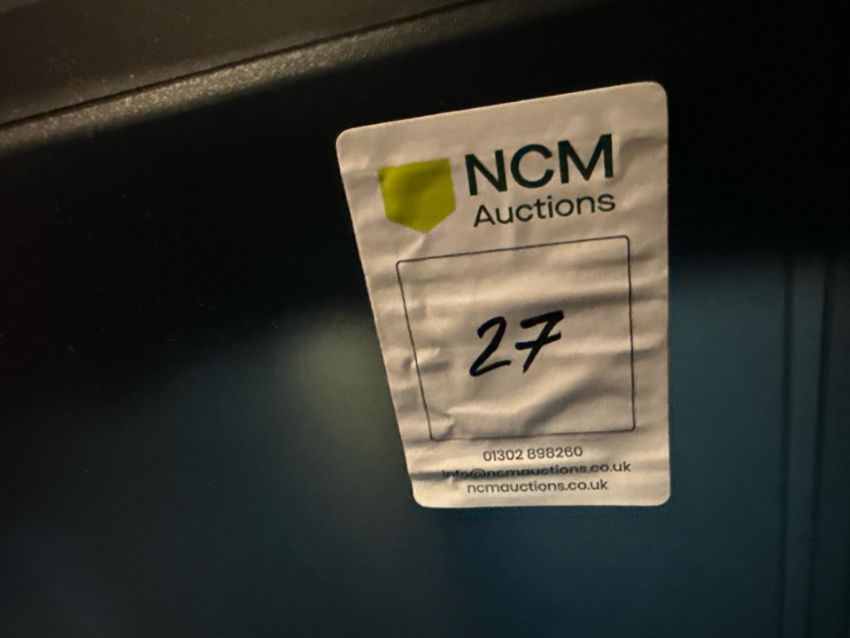 NCM
Auctions
27
01302 898260
info@ncmauctions.co.uk
ncmauctions.co.uk